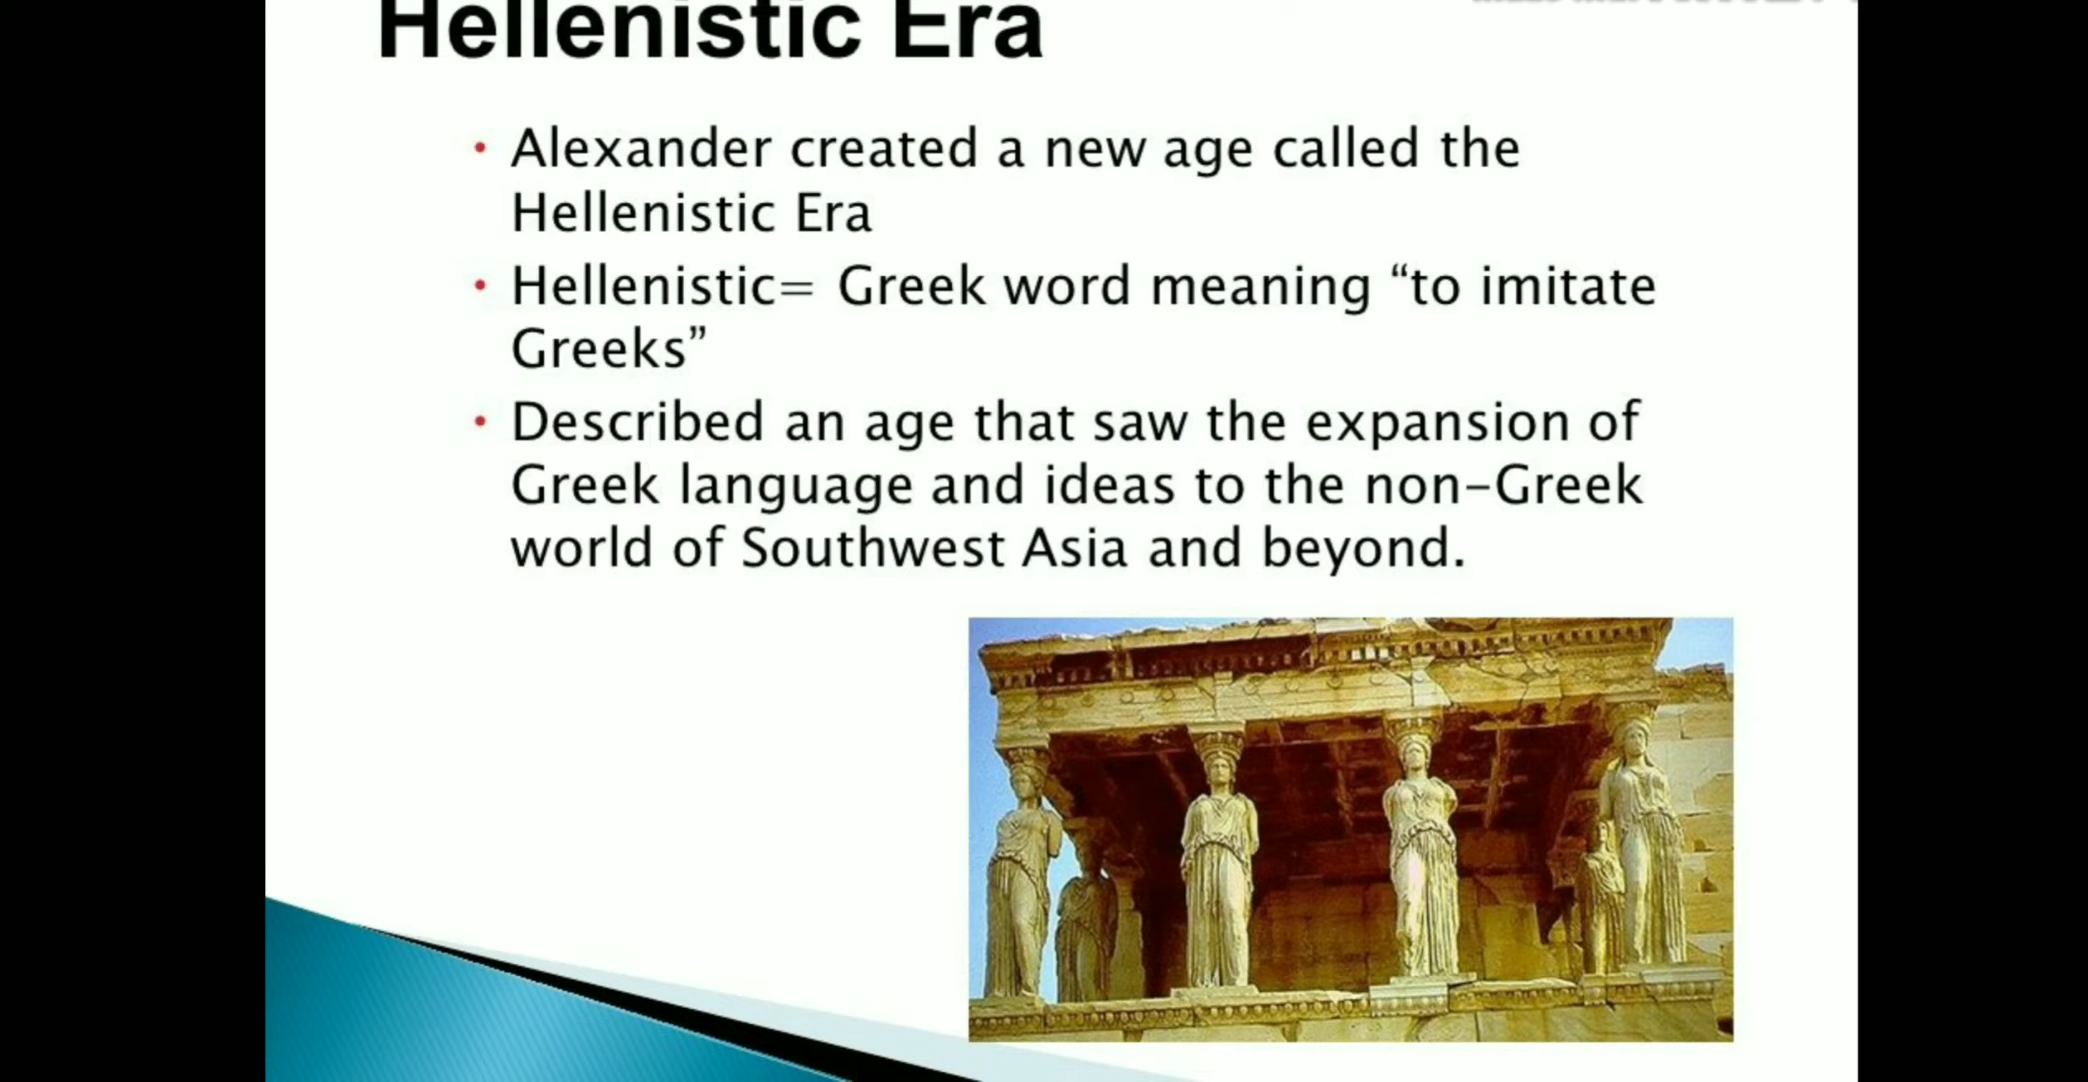 Hellenistic Era
• Alexander created a new age called the
Hellenistic Era
• Hellenistic= Greek word meaning “to imitate
Greeks”
• Described an age that saw the expansion of
Greek language and ideas to the non-Greek
world of Southwest Asia and beyond.